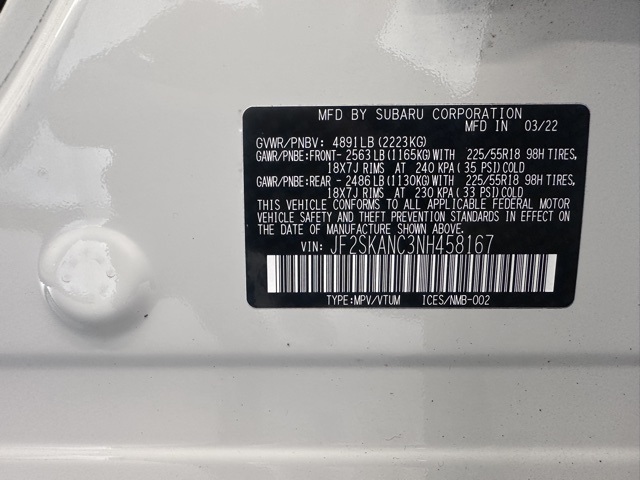 MFD BY SUBARU CORPORATION
MFD IN 03/22
GVWR/PNBV: 4891LB (2223KG)
GAWR/PNBE:FRONT- 2563 LB (1165KG) WITH 225/55R18 98H TIRES,
18X7J RIMS AT 240 KPA (35 PSI) COLD
GAWR/PNBE:REAR - 2486 LB (1130KG) WITH 225/55R18 98H TIRES,
18X7J RIMS AT 230 KPA (33 PSI) COLD
THIS VEHICLE CONFORMS TO ALL APPLICABLE FEDERAL MOTOR
VEHICLE SAFETY AND THEFT PREVENTION STANDARDS IN EFFECT ON
THE DATE OF MANUFACTURE SHOWN ABOVE.
VIN: JF2SKANC3NH458167
TYPE:MPV/VTUM ICES/NMB-002